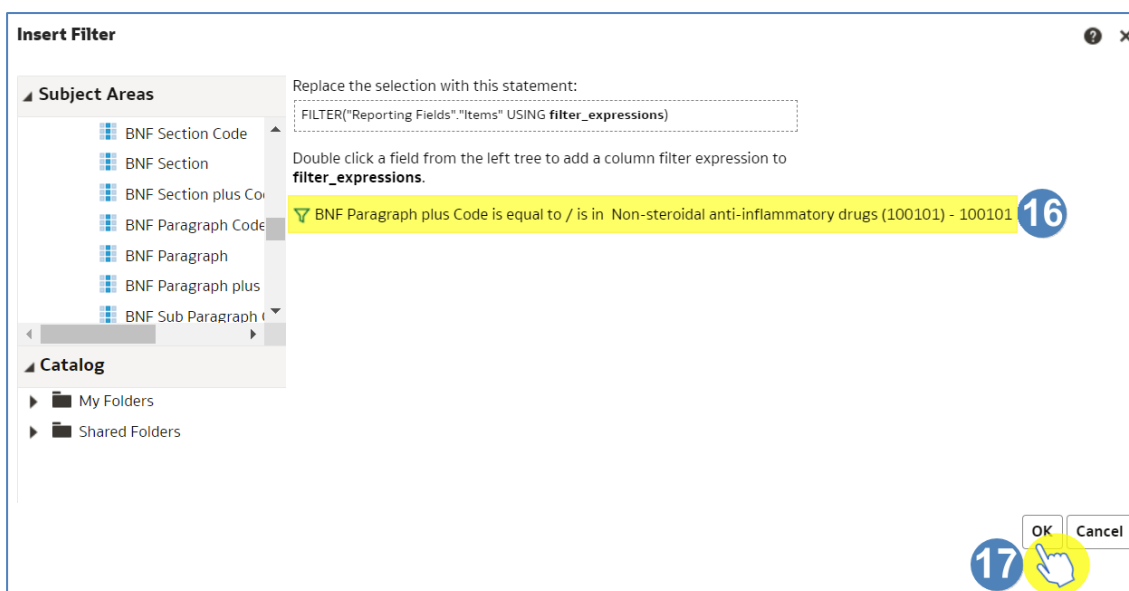 Insert Filter
Subject Areas
BNF Section Code
BNF Section
BNF Section plus Co
BNF Paragraph Code
BNF Paragraph
BNF Paragraph plus
BNF Sub Paragraph
Catalog
My Folders
Shared Folders
Replace the selection with this statement:
FILTER("Reporting Fields"."Items" USING filter_expressions)
Double click a field from the left tree to add a column filter expression to
filter_expressions.
BNF Paragraph plus Code is equal to / is in Non-steroidal anti-inflammatory drugs (100101) - 100101
16
OK
Cancel
17